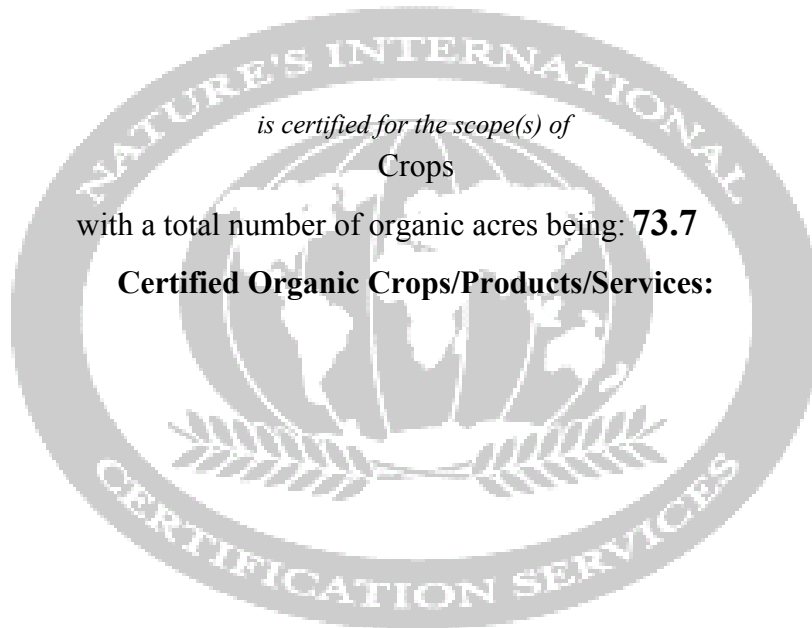 NATURE'S INTERNATIONAL
is certified for the scope(s) of
Crops
with a total number of organic acres being: 73.7
Certified Organic Crops/Products/Services:
CERTIFICATION SERVICES